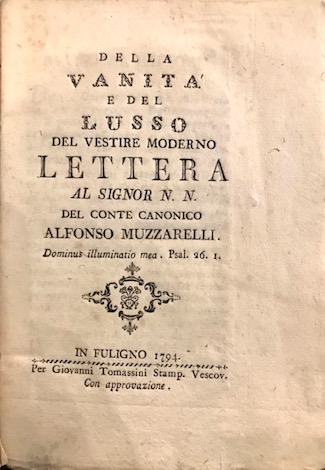 DELLA
VANITA'
E DEL
LUSSO
DEL VESTIRE MODERNO
LETTERA
AL SIGNOR N. N.
DEL CONTE CANONICO
ALFONSO MUZZARELLI.
Dominus illuminatio mea. Psal. 26. 1.
IN FULIGNO 1794.
Per Giovanni Tomassini Stamp. Vescov.
Con approvazione.